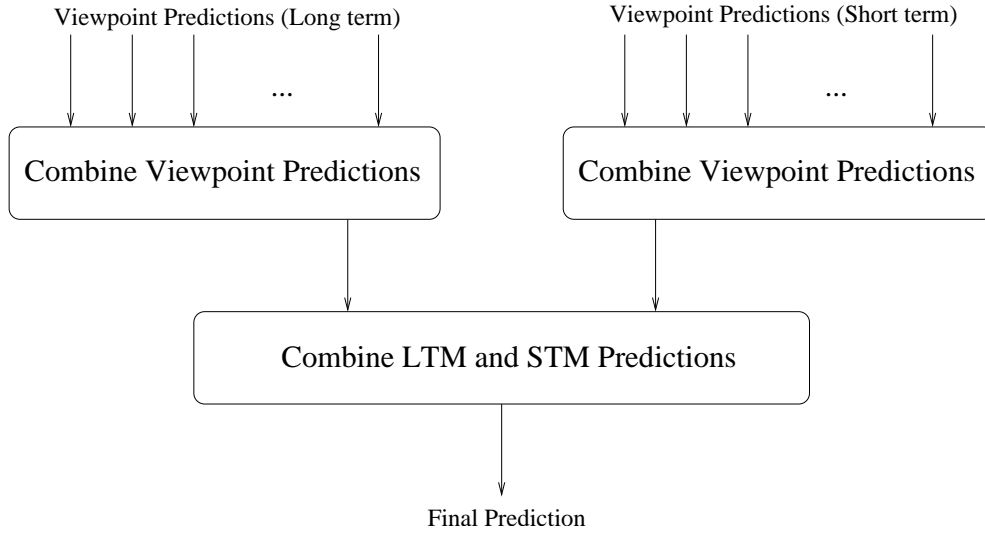 Viewpoint Predictions (Long term)
Viewpoint Predictions (Short term)
...
...
Combine Viewpoint Predictions
Combine Viewpoint Predictions
Combine LTM and STM Predictions
Final Prediction